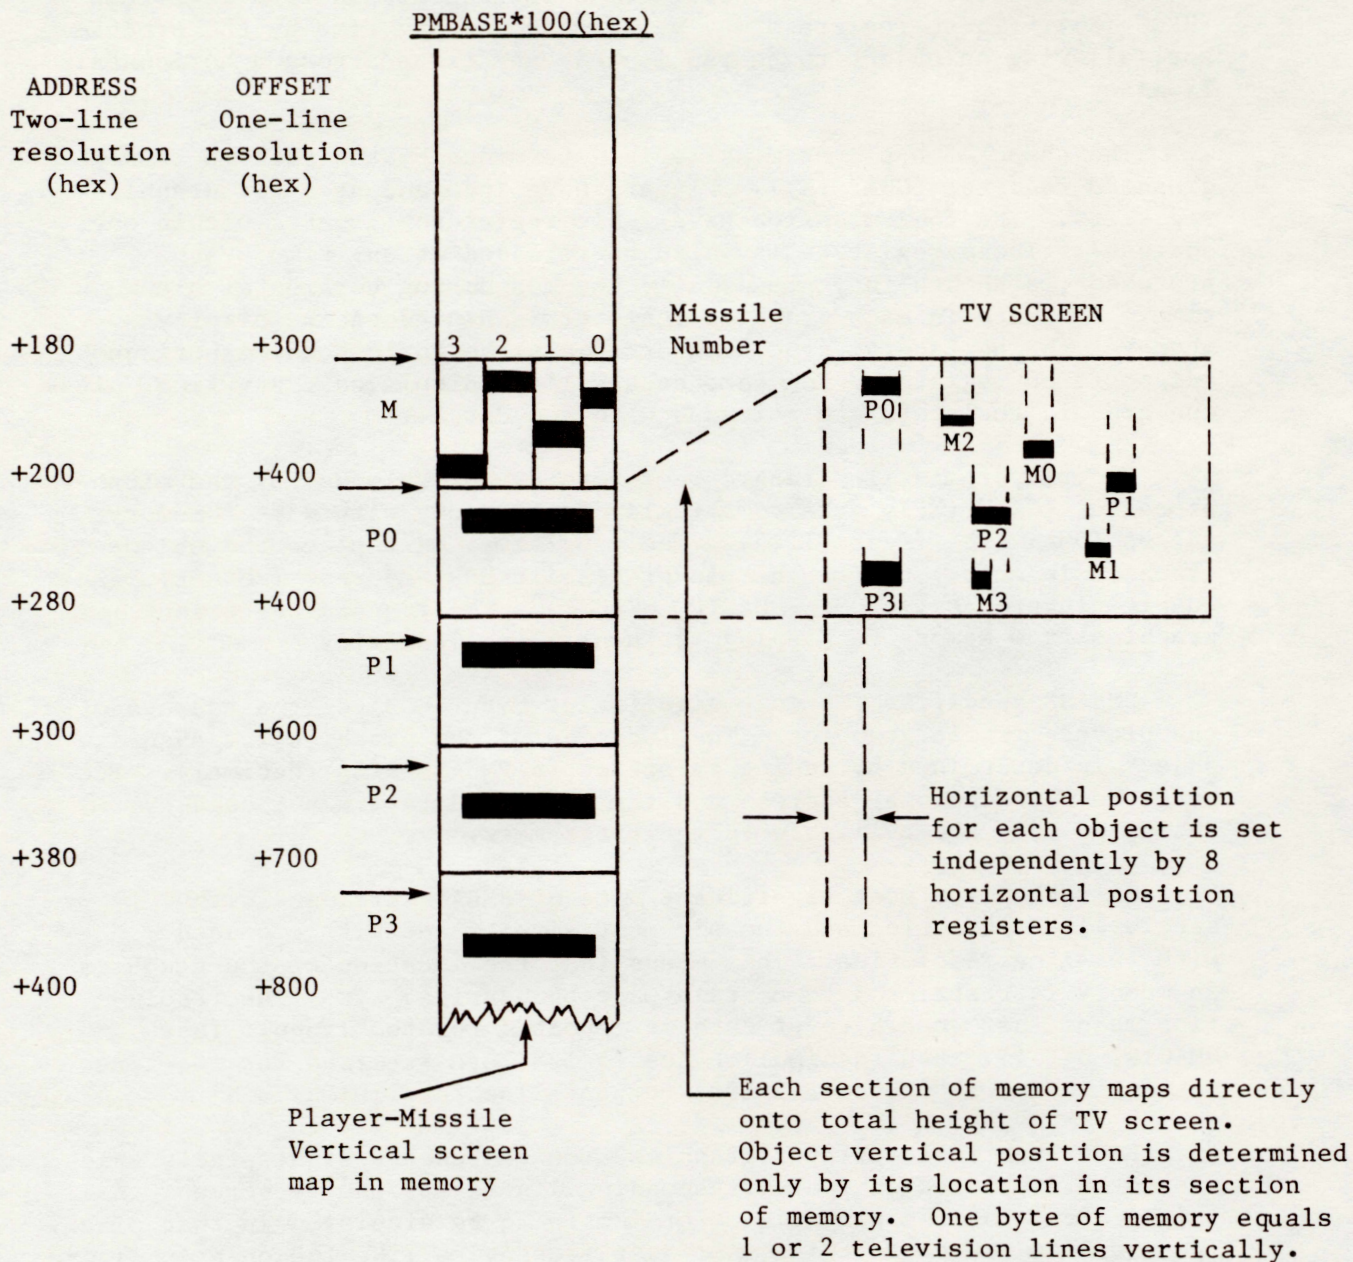 PMBASE*100(hex)
ADDRESS OFFSET
Two-line One-line
resolution resolution
(hex) (hex)
Missile
Number
TV SCREEN
+180 +300 3 2 1 0
M
P0
M2
M0
P1
+200 +400
P0
P2
M1
P3
M3
+280 +400
P1
+300 +600
P2
Horizontal position
for each object is set
independently by 8
horizontal position
registers.
+380 +700
P3
+400 +800
Player-Missile
Vertical screen
map in memory
Each section of memory maps directly
onto total height of TV screen.
Object vertical position is determined
only by its location in its section
of memory. One byte of memory equals
1 or 2 television lines vertically.